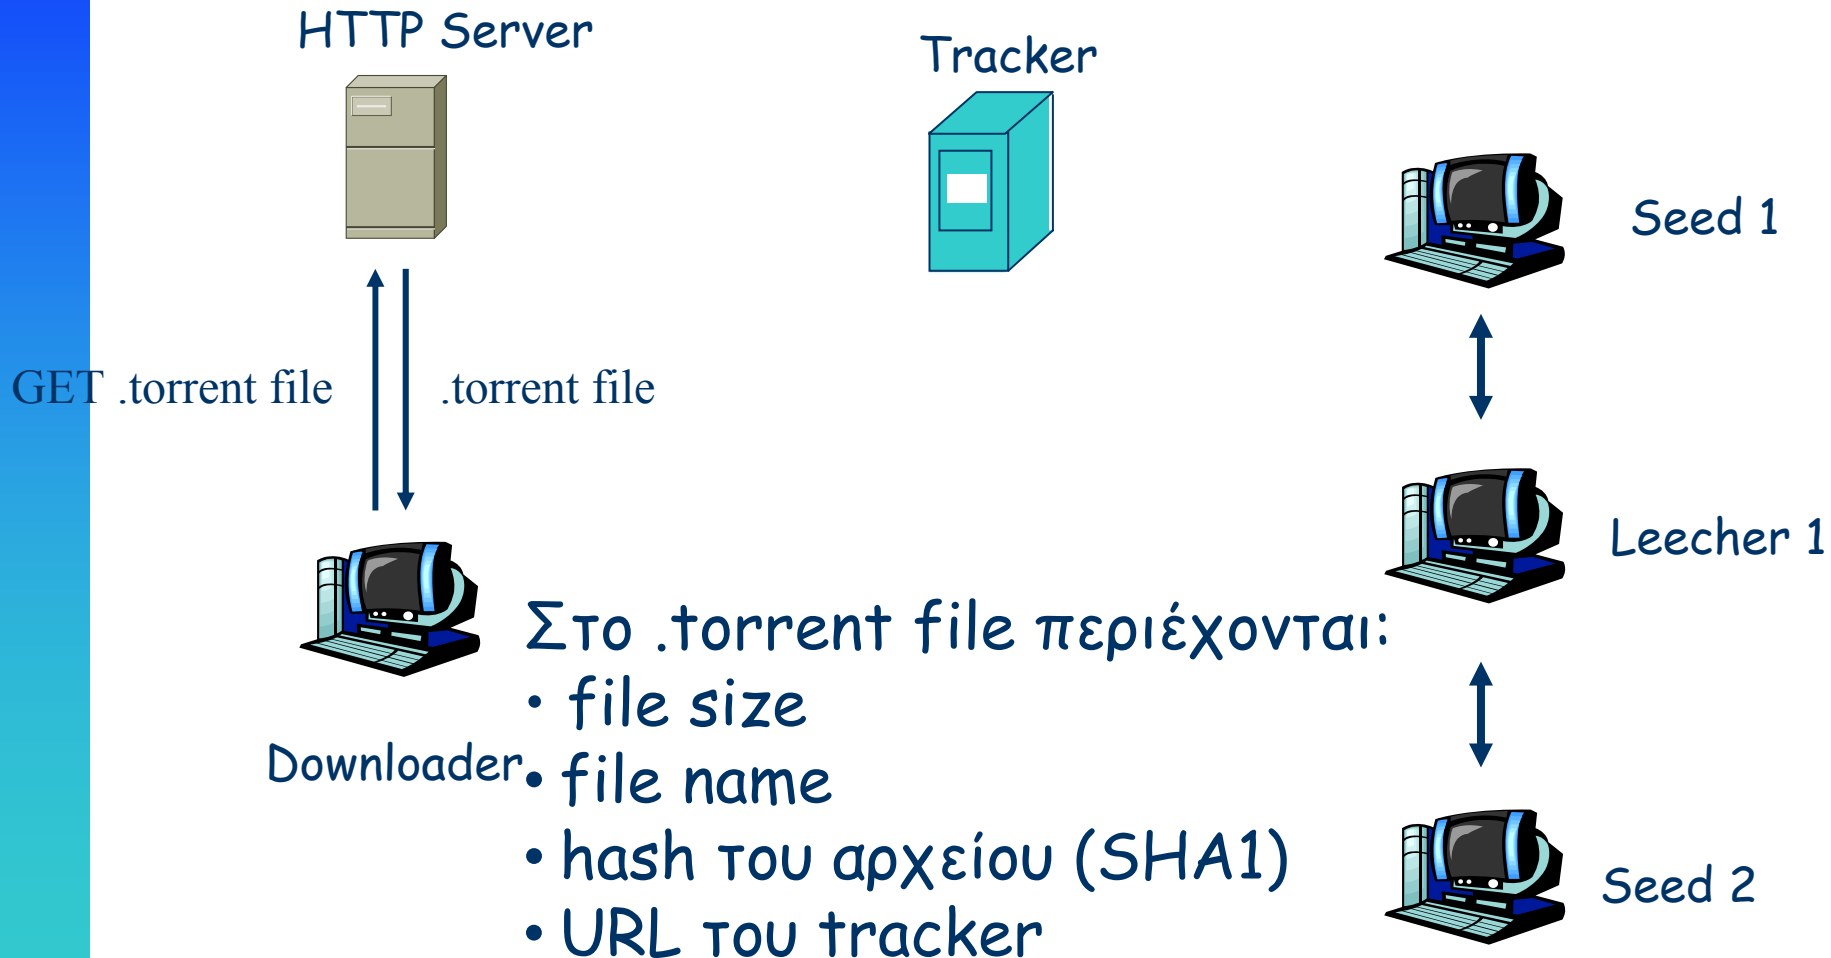 HTTP Server
Tracker
Seed 1
GET .torrent file
.torrent file
Leecher 1
Στο .torrent file περιέχονται:
• file size
Downloader
• file name
• hash του αρχείου (SHA1)
Seed 2
• URL του tracker